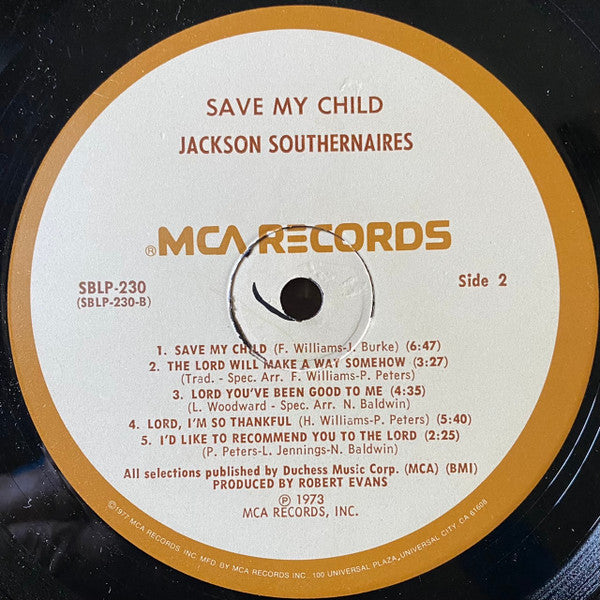 SAVE MY CHILD
JACKSON SOUTHERNAIRES
®MCA RECORDS
SBLP-230
(SBLP-230-B)
Side 2
1. SAVE MY CHILD (F. Williams-J. Burke) (6:47)
2. THE LORD WILL MAKE A WAY SOMEHOW (3:27)
(Trad. - Spec. Arr. F. Williams-P. Peters)
3. LORD YOU'VE BEEN GOOD TO ME (4:35)
(L. Woodward - Spec. Arr. N. Baldwin)
4. LORD, I'M SO THANKFUL (H. Williams-P. Peters) (5:40)
5. I'D LIKE TO RECOMMEND YOU TO THE LORD (2:25)
(P. Peters-L. Jennings-N. Baldwin)
All selections published by Duchess Music Corp. (MCA) (BMI)
PRODUCED BY ROBERT EVANS
℗ 1973
MCA RECORDS, INC.
©1977 MCA RECORDS INC. MFD. BY MCA RECORDS INC. 100 UNIVERSAL PLAZA, UNIVERSAL CITY, CA 91608